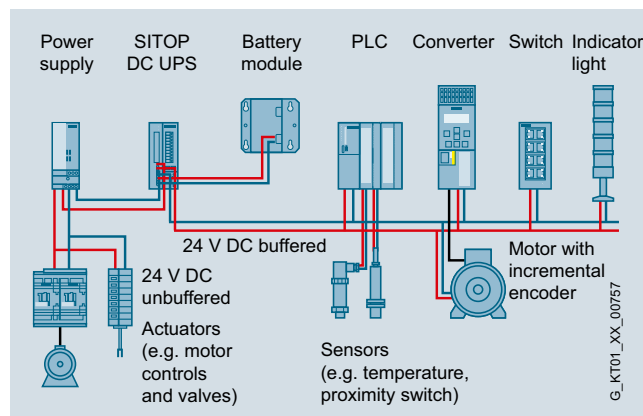 Power
supply
SITOP
DC UPS
Battery
module
PLC
Converter
Switch
Indicator
light
24 V DC buffered
24 V DC
unbuffered
Actuators
(e.g. motor
controls
and valves)
Sensors
(e.g. temperature,
proximity switch)
Motor with
incremental
encoder
G_KT01_XX_00757